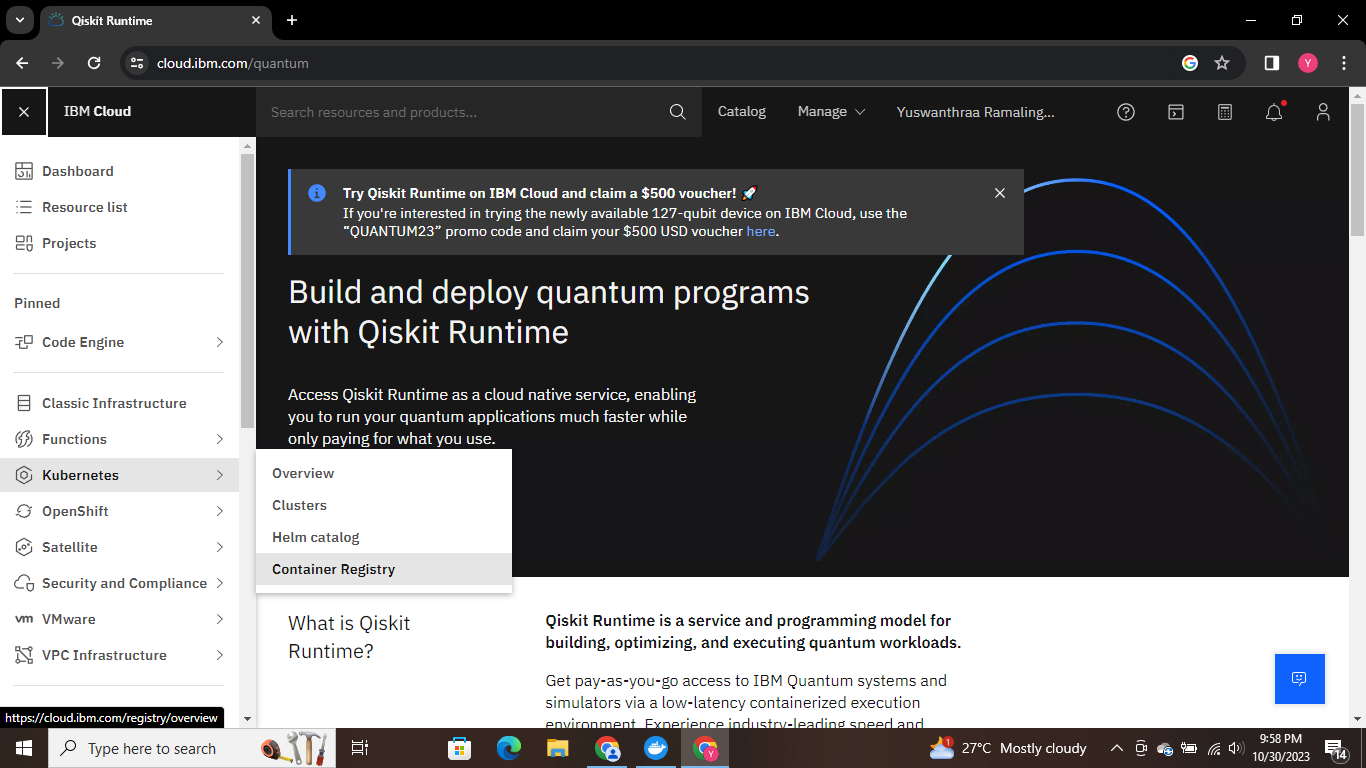 Qiskit Runtime
cloud.ibm.com/quantum
Y
IBM Cloud
Search resources and products...
Catalog
Manage
Yuswanthraa Ramaling...
Dashboard
Resource list
Projects
Pinned
Code Engine
Classic Infrastructure
Functions
Kubernetes
OpenShift
Satellite
Security and Compliance
vm VMware
VPC Infrastructure
https://cloud.ibm.com/registry/overview
Overview
Clusters
Helm catalog
Container Registry
Try Qiskit Runtime on IBM Cloud and claim a $500 voucher! 🚀
If you're interested in trying the newly available 127-qubit device on IBM Cloud, use the
“QUANTUM23” promo code and claim your $500 USD voucher here.
Build and deploy quantum programs
with Qiskit Runtime
Access Qiskit Runtime as a cloud native service, enabling
you to run your quantum applications much faster while
only paying for what you use.
What is Qiskit
Runtime?
Qiskit Runtime is a service and programming model for
building, optimizing, and executing quantum workloads.
Get pay-as-you-go access to IBM Quantum systems and
simulators via a low-latency containerized execution
environment. Experience industry-leading speed and
Type here to search
Y
1
27°C Mostly cloudy
9:58 PM
10/30/2023
14